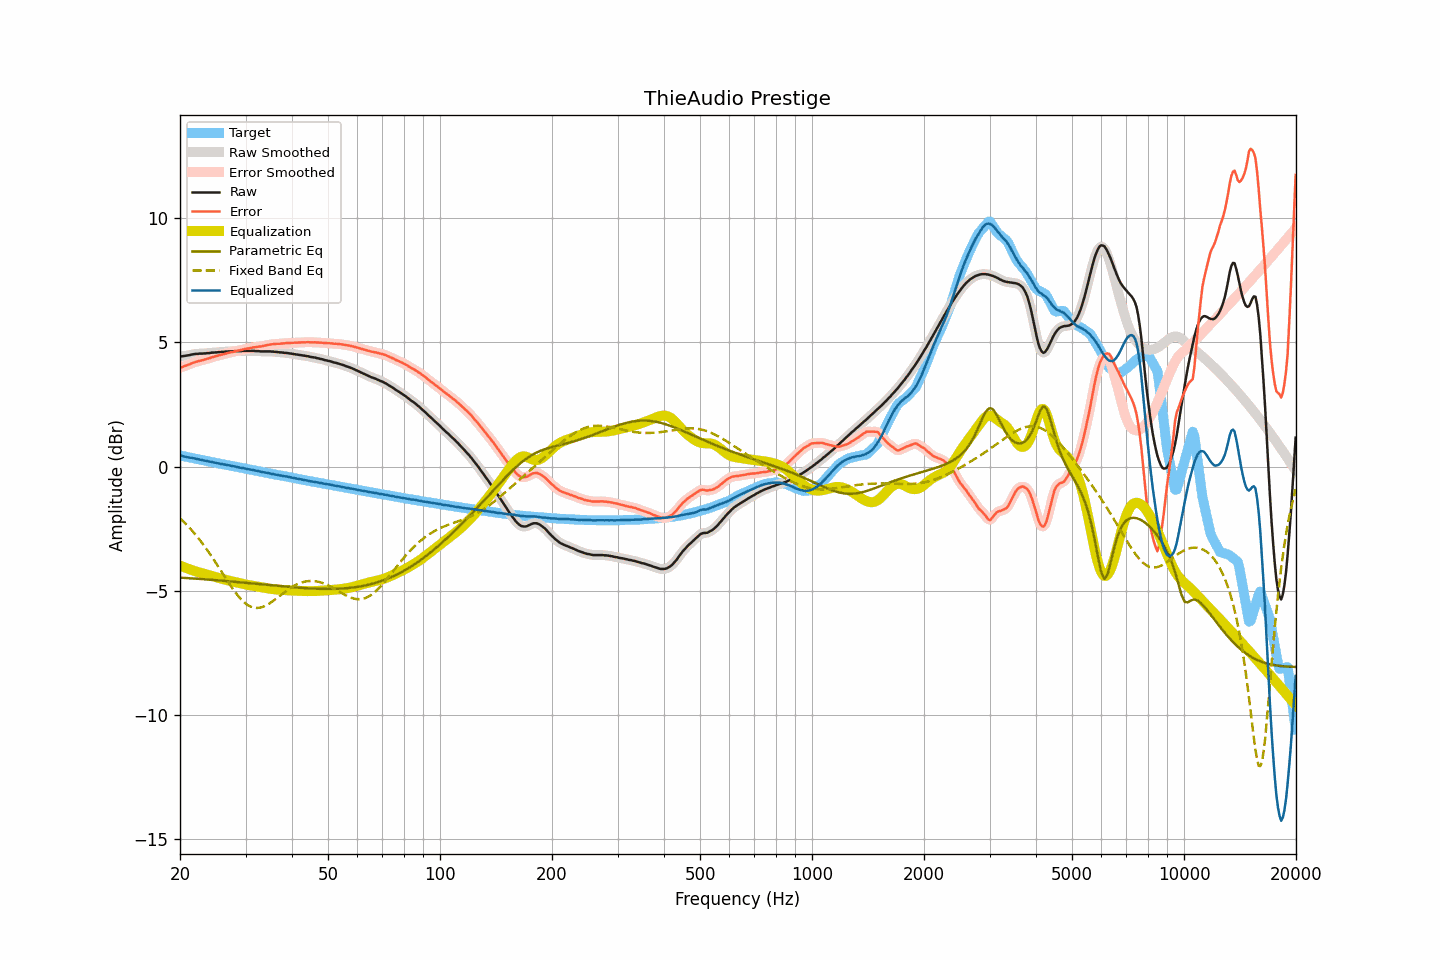 ThieAudio Prestige
Target
Raw Smoothed
Error Smoothed
Raw
Error
Equalization
Parametric Eq
Fixed Band Eq
Equalized
Amplitude (dBr)
10
5
0
−5
−10
−15
20 50 100 200 500 1000 2000 5000 10000 20000
Frequency (Hz)